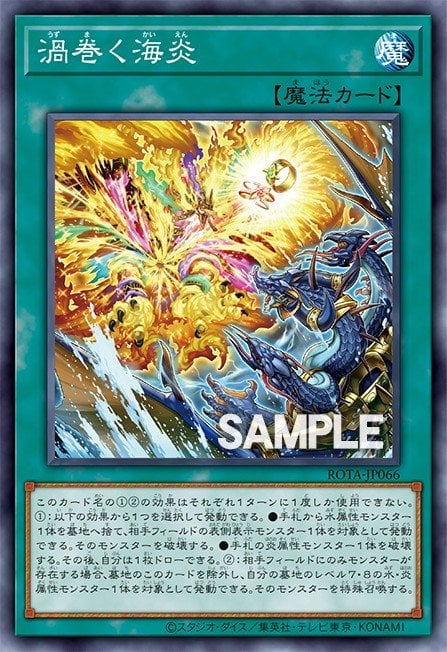 渦巻く海炎
魔
【魔法カード】
SAMPLE
ROTA-JP066
このカード名の①②の効果はそれぞれ1ターンに1度しか使用できない。
①:以下の効果から1つを選択して発動できる。●手札から水属性モンスター
1体を墓地へ捨て、相手フィールドの表側表示モンスター1体を対象として発動
できる。そのモンスターを破壊する。●手札の炎属性モンスター1体を破壊
する。その後、自分は1枚ドローできる。②:相手フィールドにのみモンスターが
存在する場合、墓地のこのカードを除外し、自分の墓地のレベル7・8の水・炎
属性モンスター1体を対象として発動できる。そのモンスターを特殊召喚する。
©スタジオ・ダイス/集英社・テレビ東京・KONAMI